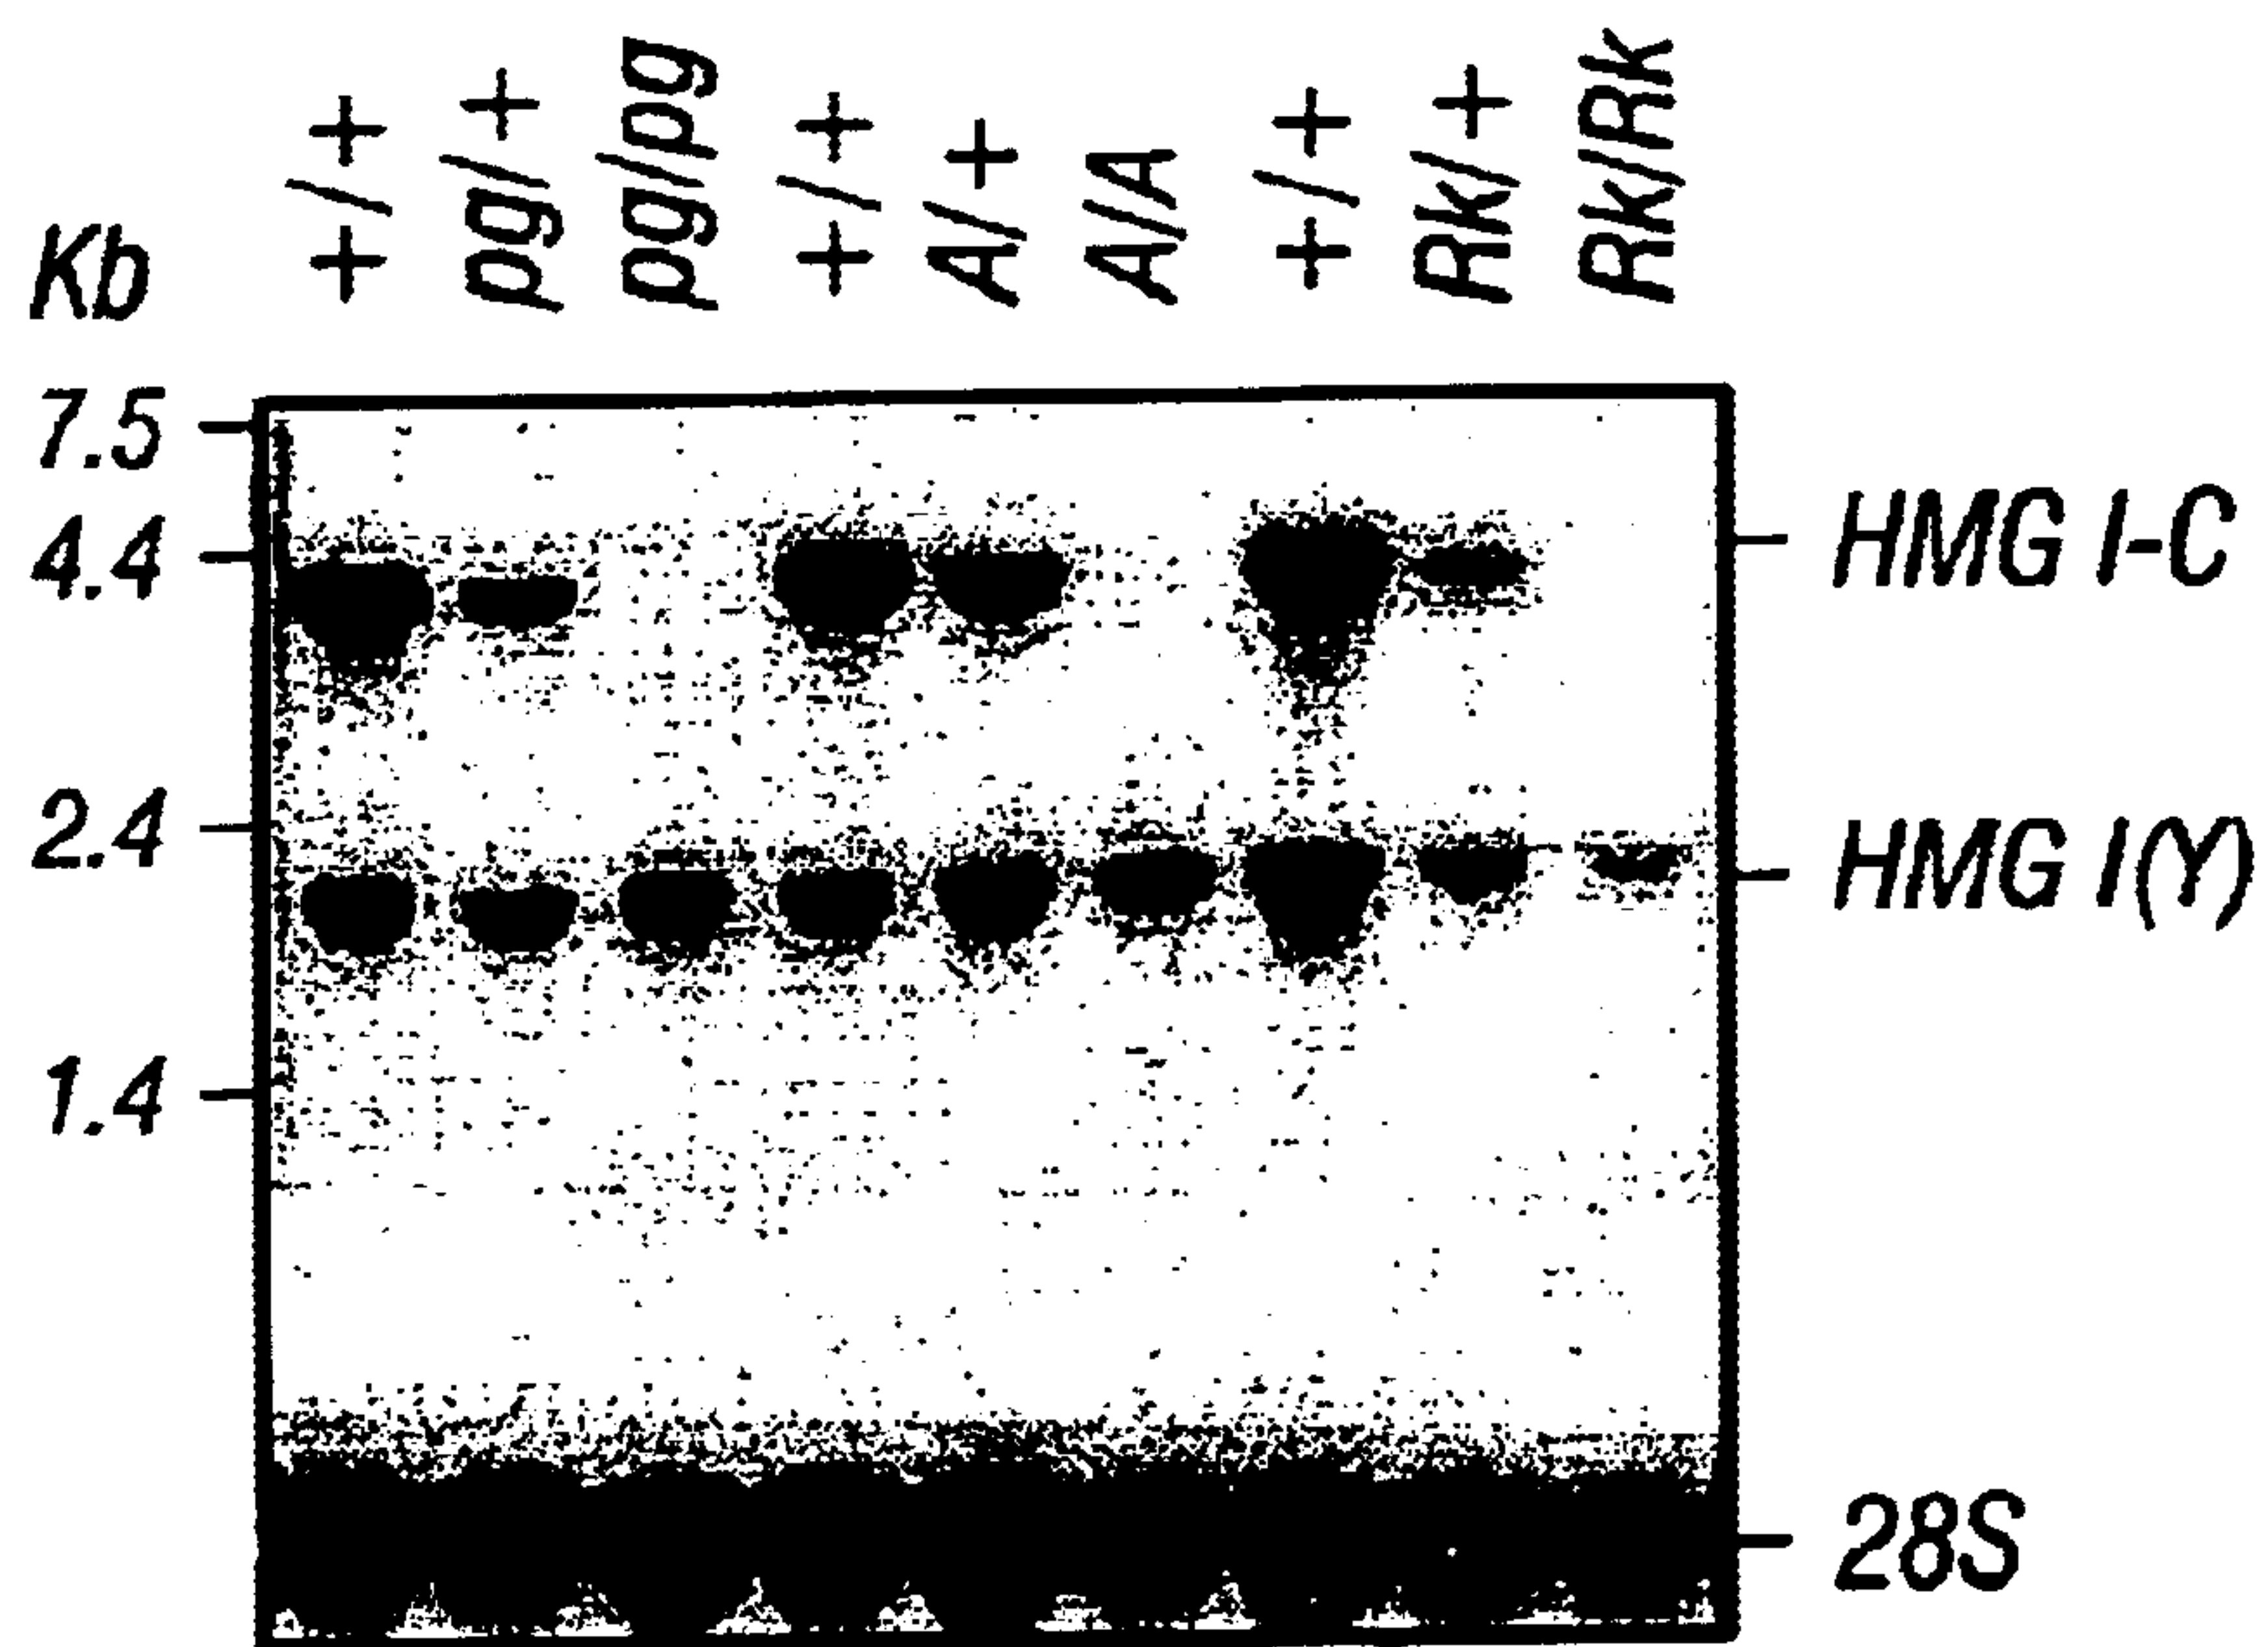 +/+ pg/+ pg/pg +/+ A/+ A/A +/+ Rk/+ Rk/Rk
Kb
7.5
4.4 HMG I-C
2.4 HMG I(Y)
1.4
28S